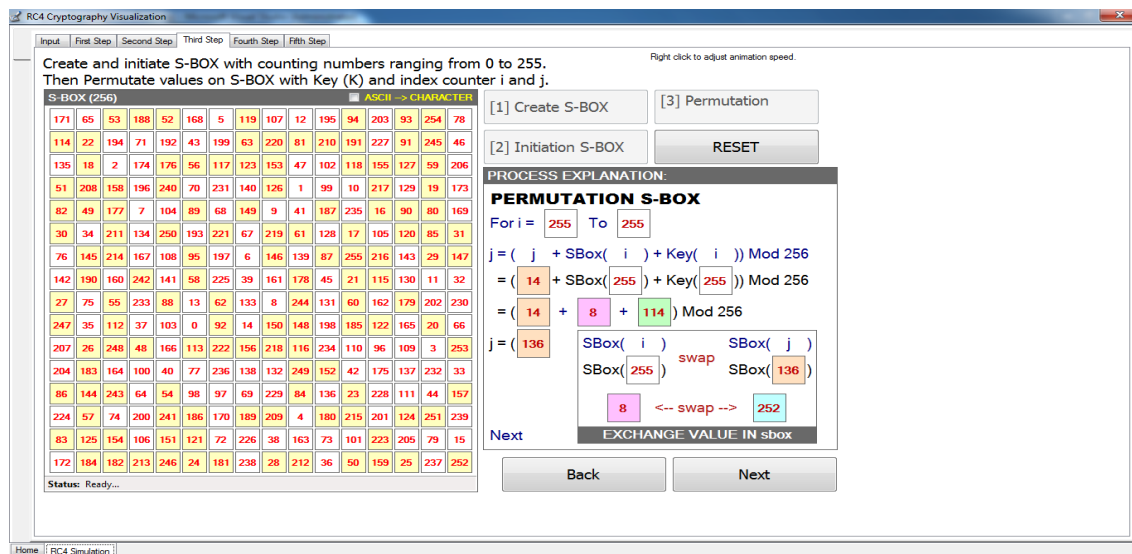 RC4 Cryptography Visualization
Input First Step Second Step Third Step Fourth Step Fifth Step
Create and initiate S-BOX with counting numbers ranging from 0 to 255.
Right click to adjust animation speed.
Then Permutate values on S-BOX with Key (K) and index counter i and j.
S-BOX (256) ASCII --> CHARACTER
171 65 53 188 52 168 5 119 107 12 195 94 203 93 254 78
114 22 194 71 192 43 199 63 220 81 210 191 227 91 245 46
135 18 2 174 176 56 117 123 153 47 102 118 155 127 59 206
51 208 158 196 240 70 231 140 126 1 99 10 217 129 19 173
82 49 177 7 104 89 68 149 9 41 187 235 16 90 80 169
30 34 211 134 250 193 221 67 219 61 128 17 105 120 85 31
76 145 214 167 108 95 197 6 146 139 87 255 216 143 29 147
142 190 160 242 141 58 225 39 161 178 45 21 115 130 11 32
27 75 55 233 88 13 62 133 8 244 131 60 162 179 202 230
247 35 112 37 103 0 92 14 150 148 198 185 122 165 20 66
207 26 248 48 166 113 222 156 218 116 234 110 96 109 3 253
204 183 164 100 40 77 236 138 132 249 152 42 175 137 232 33
86 144 243 64 54 98 97 69 229 84 136 23 228 111 44 157
224 57 74 200 241 186 170 189 209 4 180 215 201 124 251 239
83 125 154 106 151 121 72 226 38 163 73 101 223 205 79 15
172 184 182 213 246 24 181 238 28 212 36 50 159 25 237 252
Status: Ready...
[1] Create S-BOX
[3] Permutation
[2] Initiation S-BOX
RESET
PROCESS EXPLANATION:
PERMUTATION S-BOX
For i = 255 To 255
j = ( j + SBox( i ) + Key( i )) Mod 256
= ( 14 + SBox( 255 ) + Key( 255 )) Mod 256
= ( 14 + 8 + 114 ) Mod 256
j = ( 136
SBox( i ) SBox( j )
swap
SBox( 255 ) SBox( 136 )
8 <-- swap --> 252
Next
EXCHANGE VALUE IN sbox
Back
Next
Home RC4 Simulation